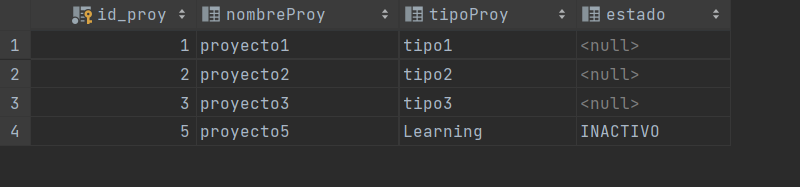 id_proy nombreProy tipoProy estado
1 1 proyecto1 tipo1 <null>
2 2 proyecto2 tipo2 <null>
3 3 proyecto3 tipo3 <null>
4 5 proyecto5 Learning INACTIVO